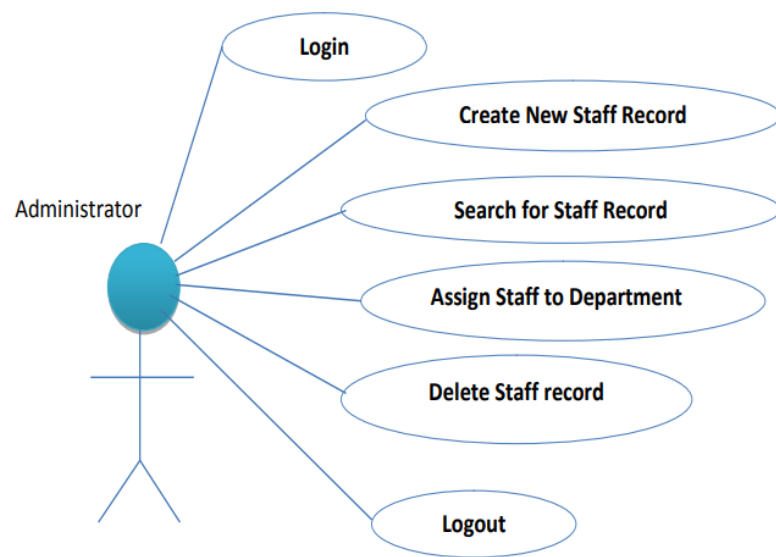 Login
Create New Staff Record
Search for Staff Record
Administrator
Assign Staff to Department
Delete Staff record
Logout